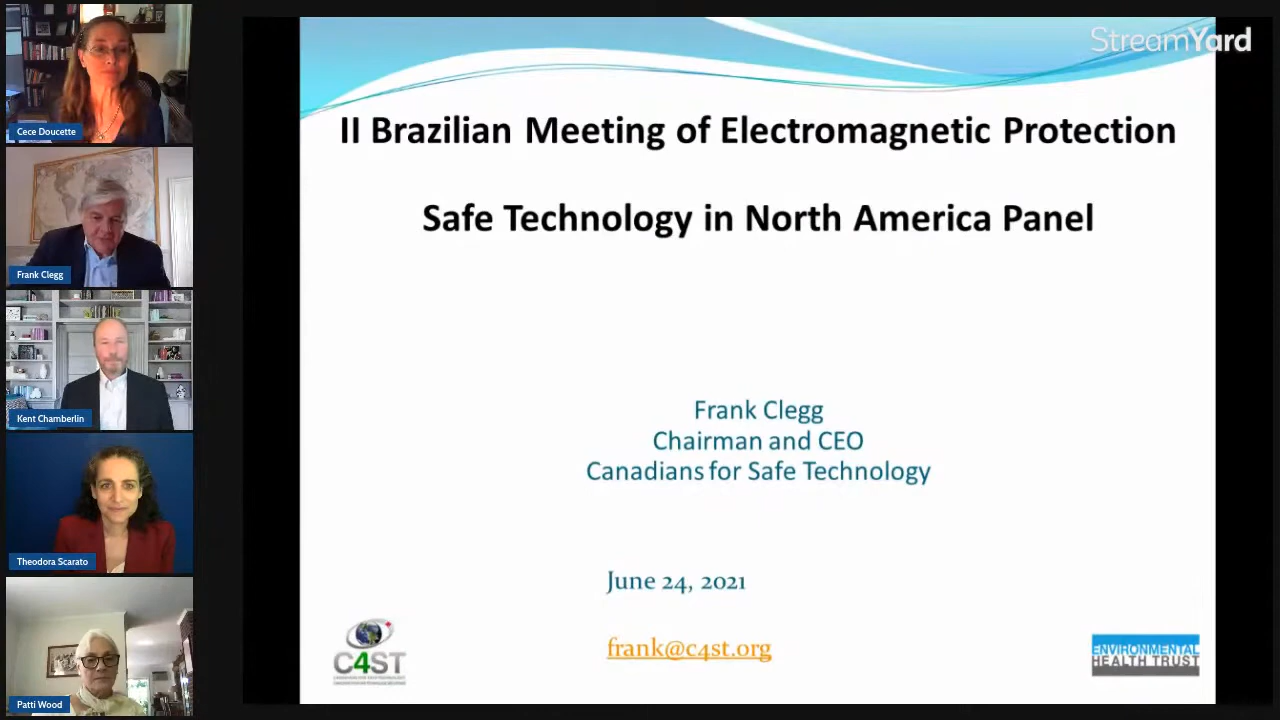 StreamYard
II Brazilian Meeting of Electromagnetic Protection
Safe Technology in North America Panel
Frank Clegg
Chairman and CEO
Canadians for Safe Technology
June 24, 2021
frank@c4st.org
C4ST
ENVIRONMENTAL
HEALTH TRUST
Cece Doucette
Frank Clegg
Kent Chamberlin
Theodora Scarato
Patti Wood